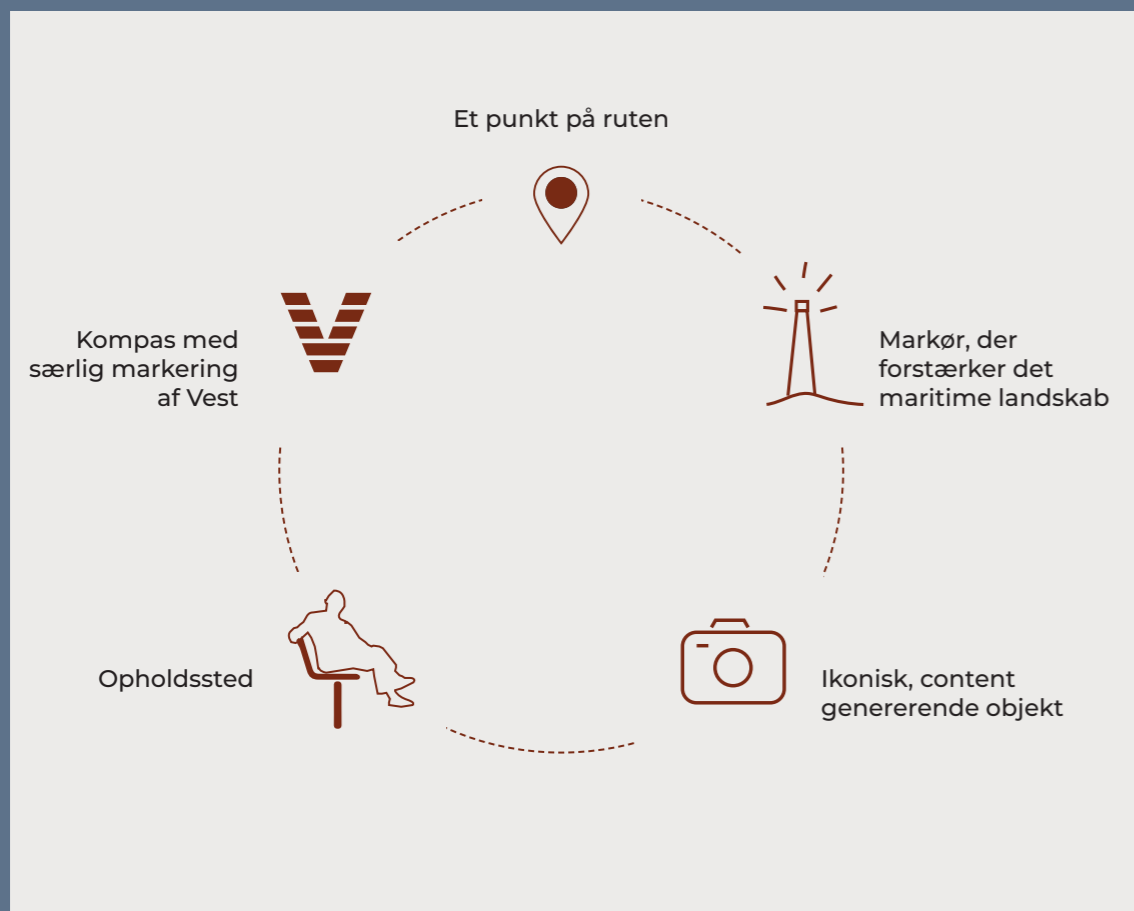 Et punkt på ruten
Markør, der
forstærker det
maritime landskab
Ikonisk, content
genererende objekt
Opholdssted
Kompas med
særlig markering
af Vest
V